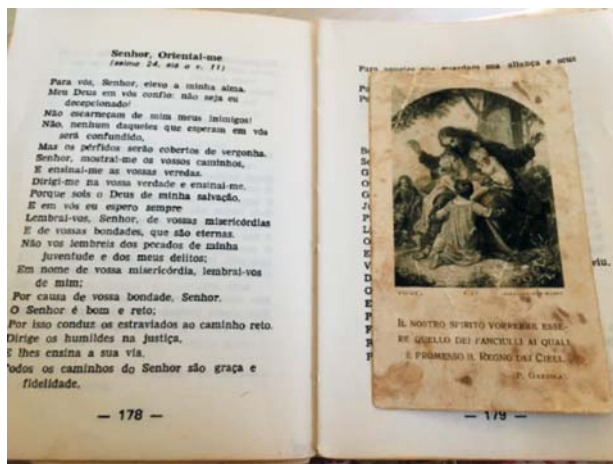 Senhor, Orientai-me
(salmo 24, até o v. 11)
Para vós, Senhor, elevo a minha alma.
Meu Deus em vós confio: não seja eu
decepcionado!
Não escarneçam de mim meus inimigos!
Não, nenhum daqueles que esperam em vós
será confundido,
Mas os pérfidos serão cobertos de vergonha.
Senhor, mostrai-me os vossos caminhos,
E ensinai-me as vossas veredas.
Dirigi-me na vossa verdade e ensinai-me,
Porque sois o Deus de minha salvação,
E em vós eu espero sempre
Lembrai-vos, Senhor, de vossas misericórdias
E de vossas bondades, que são eternas.
Não vos lembreis dos pecados de minha
juventude e dos meus delitos;
Em nome de vossa misericórdia, lembrai-vos
de mim;
Por causa de vossa bondade, Senhor.
O Senhor é bom e reto;
Por isso conduz os estraviados ao caminho reto.
Dirige os humildes na justiça,
E lhes ensina a sua via.
Todos os caminhos do Senhor são graça e
fidelidade,
— 178 —
Para aliança e seus
IL NOSTRO SPIRITO VORREBBE ESSE-
RE QUELLO DEI FANCIULLI AI QUALI
È PROMESSO IL REGNO DEI CIELI.
(P. GAZZOLA)
— 179 —